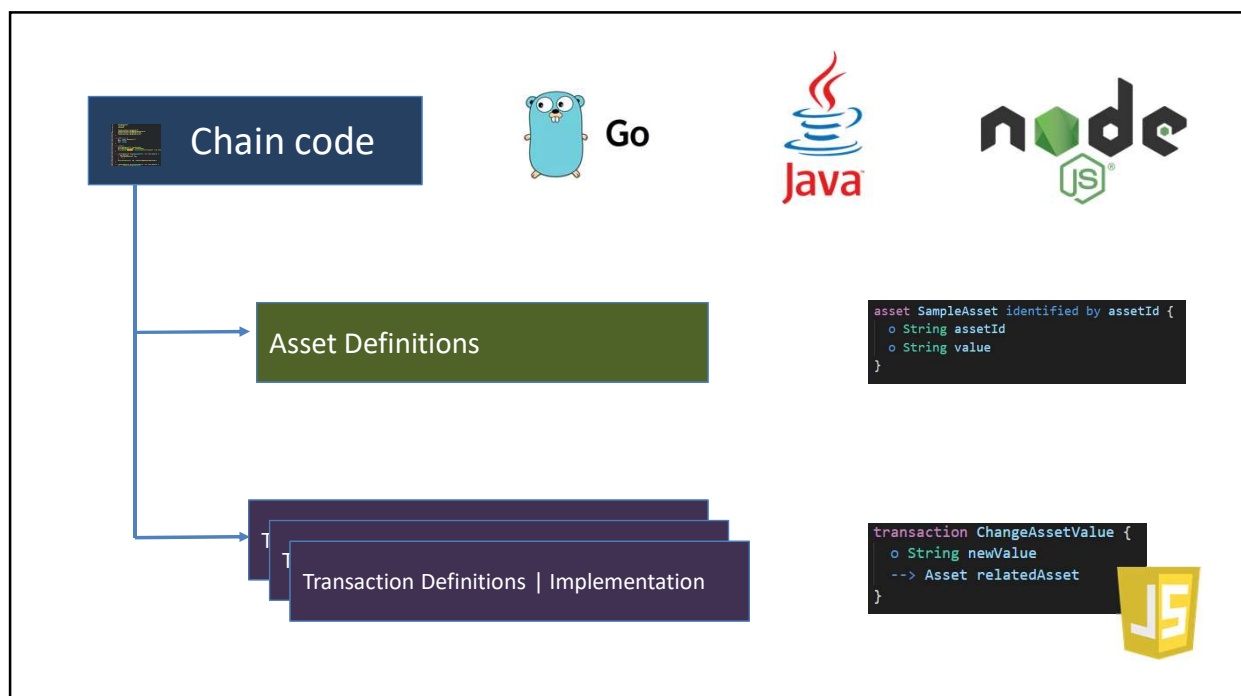 Chain code
Go
Java
node
JS
Asset Definitions
asset SampleAsset identified by assetId {
o String assetId
o String value
}
T
T
Transaction Definitions | Implementation
transaction ChangeAssetValue {
o String newValue
--> Asset relatedAsset
}
JS